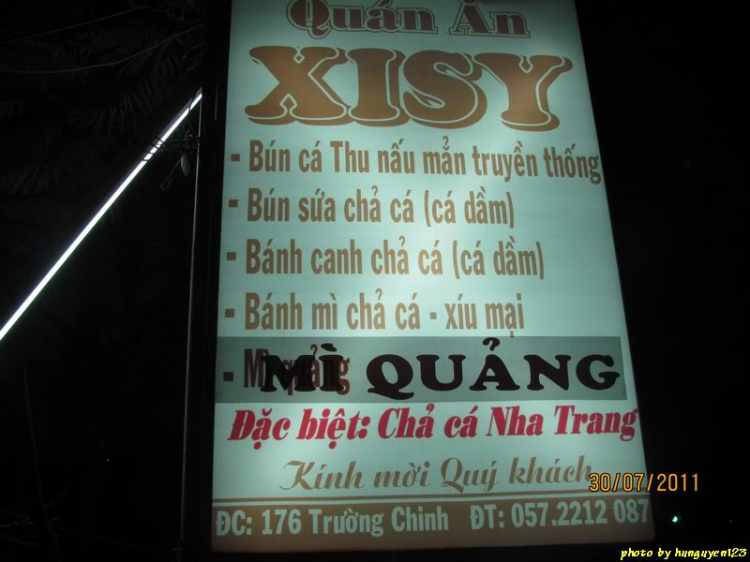 Quán Ăn
XISY
- Bún cá Thu nấu mẳn truyền thống
- Bún sứa chả cá (cá dầm)
- Bánh canh chả cá (cá dầm)
- Bánh mì chả cá - xíu mại
- Mì quảng
MÌ QUẢNG
Đặc biệt: Chả cá Nha Trang
Kính mời Quý khách
30/07/2011
ĐC: 176 Trường Chinh ĐT: 057.2212 087
photo by hunguyen123